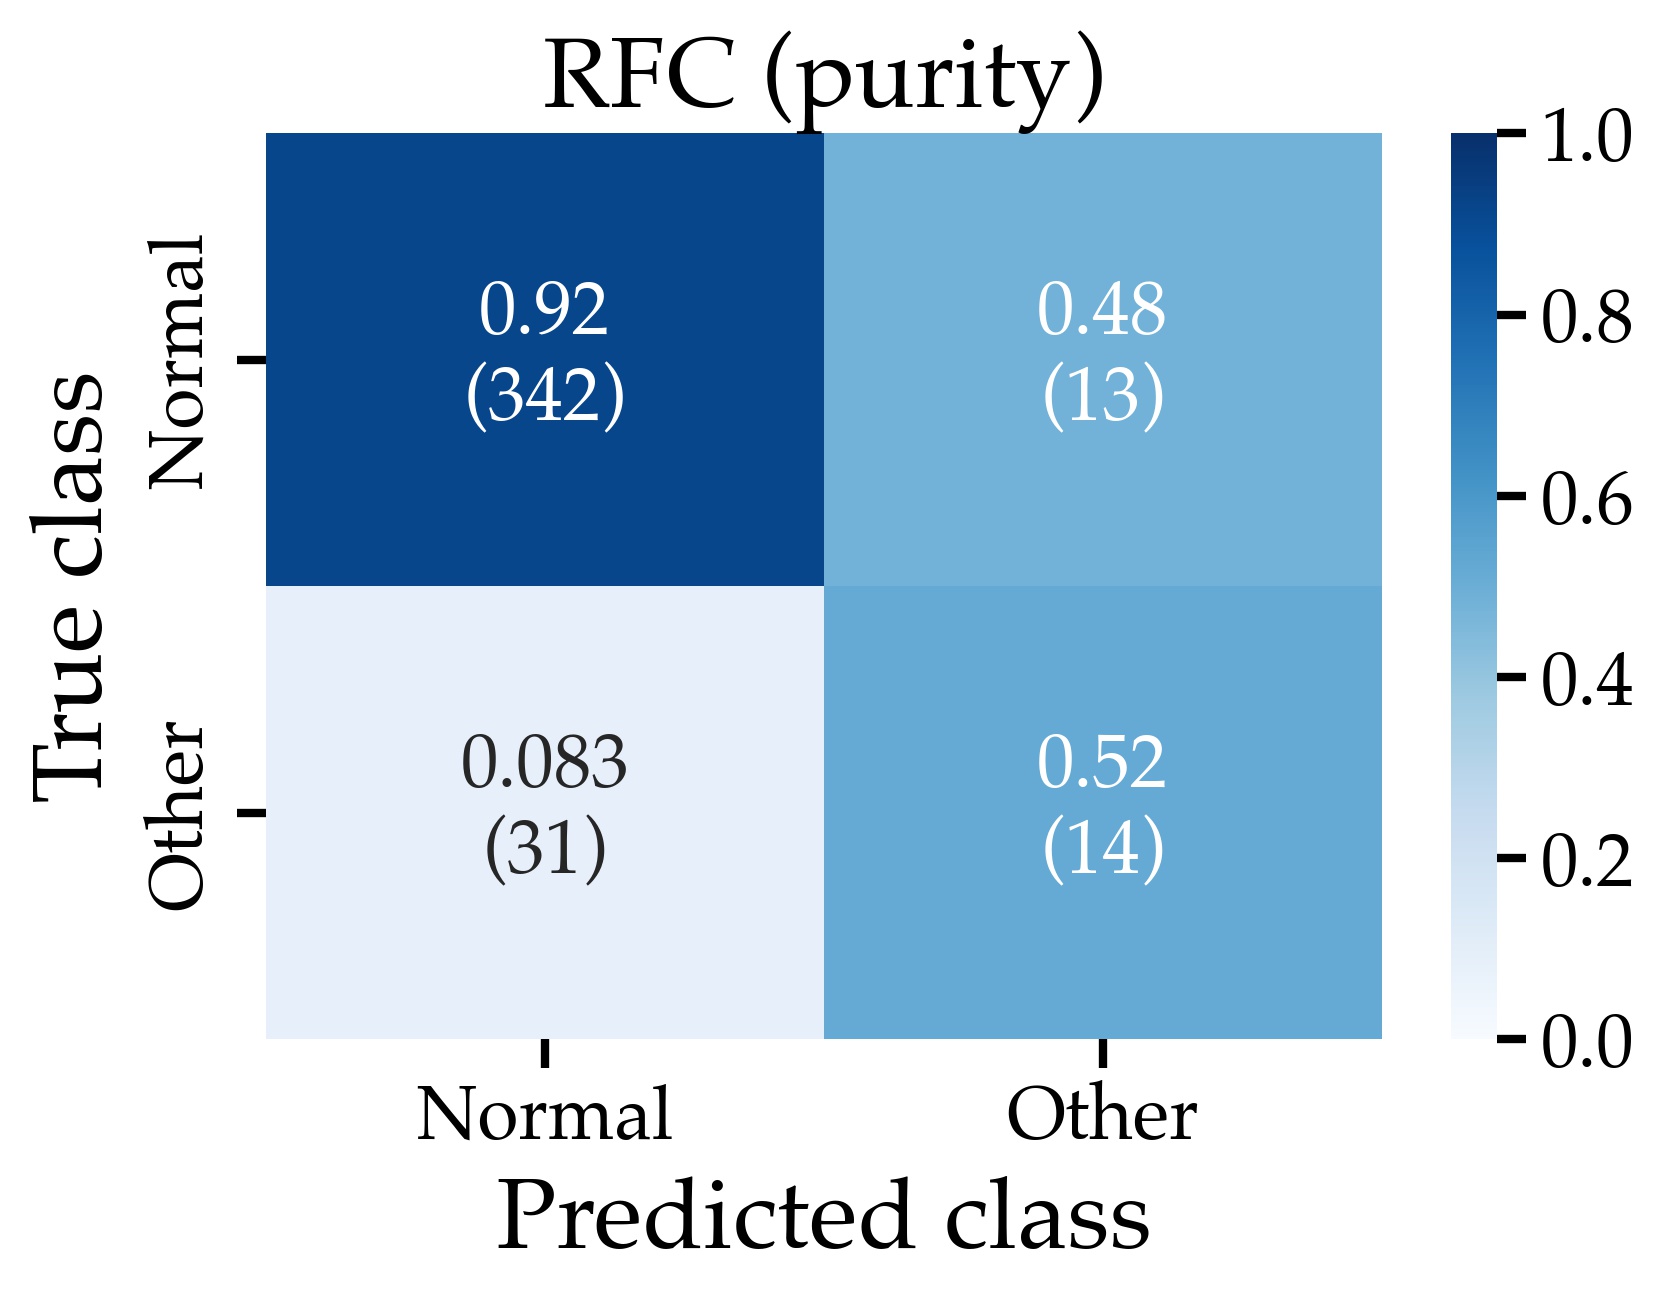 RFC (purity)
True class
Normal
Other
0.92
(342)
0.48
(13)
0.083
(31)
0.52
(14)
Normal
Other
Predicted class
1.0
0.8
0.6
0.4
0.2
0.0